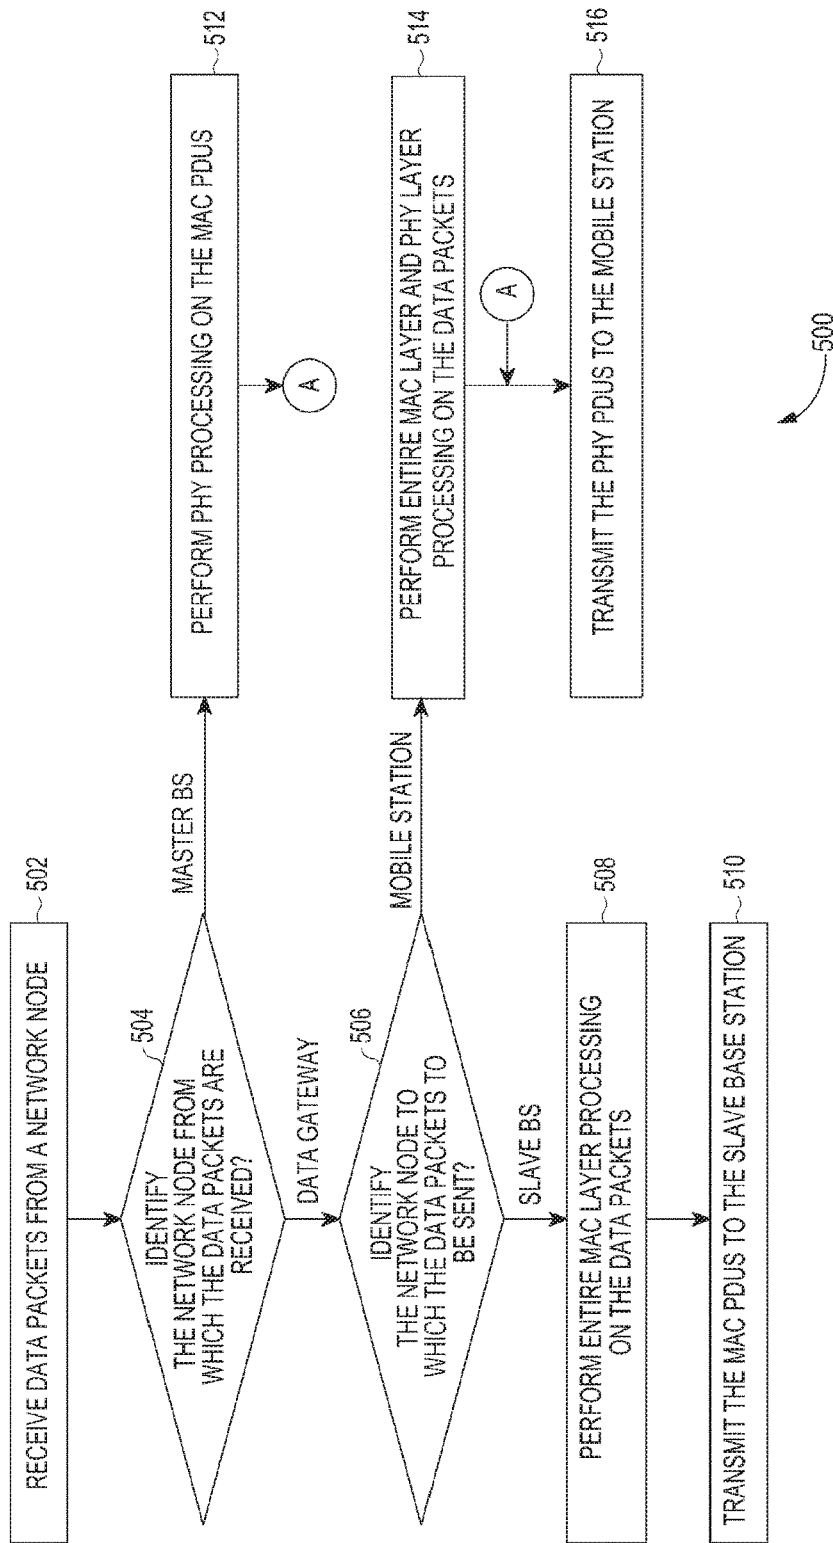 RECEIVE DATA PACKETS FROM A NETWORK NODE
502
504
IDENTIFY
THE NETWORK NODE FROM
WHICH THE DATA PACKETS ARE
RECEIVED?
MASTER BS
PERFORM PHY PROCESSING ON THE MAC PDUS
512
A
DATA GATEWAY
506
IDENTIFY
THE NETWORK NODE TO
WHICH THE DATA PACKETS TO
BE SENT?
MOBILE STATION
PERFORM ENTIRE MAC LAYER AND PHY LAYER
PROCESSING ON THE DATA PACKETS
514
A
SLAVE BS
PERFORM ENTIRE MAC LAYER PROCESSING
ON THE DATA PACKETS
508
TRANSMIT THE PHY PDUS TO THE MOBILE STATION
516
TRANSMIT THE MAC PDUS TO THE SLAVE BASE STATION
510
500